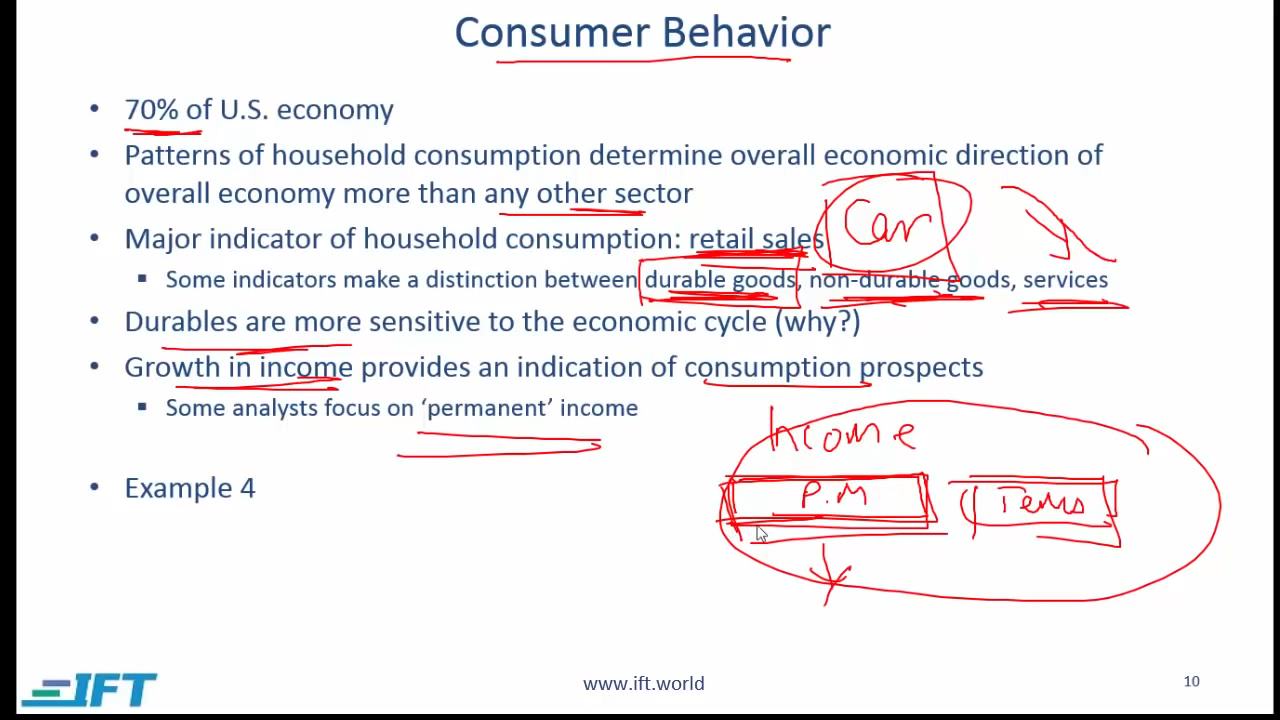 Consumer Behavior
• 70% of U.S. economy
• Patterns of household consumption determine overall economic direction of
overall economy more than any other sector
Car
• Major indicator of household consumption: retail sales
▪ Some indicators make a distinction between durable goods, non-durable goods, services
• Durables are more sensitive to the economic cycle (why?)
• Growth in income provides an indication of consumption prospects
▪ Some analysts focus on ‘permanent’ income
Income
• Example 4
P.M
IFT
www.ift.world
10